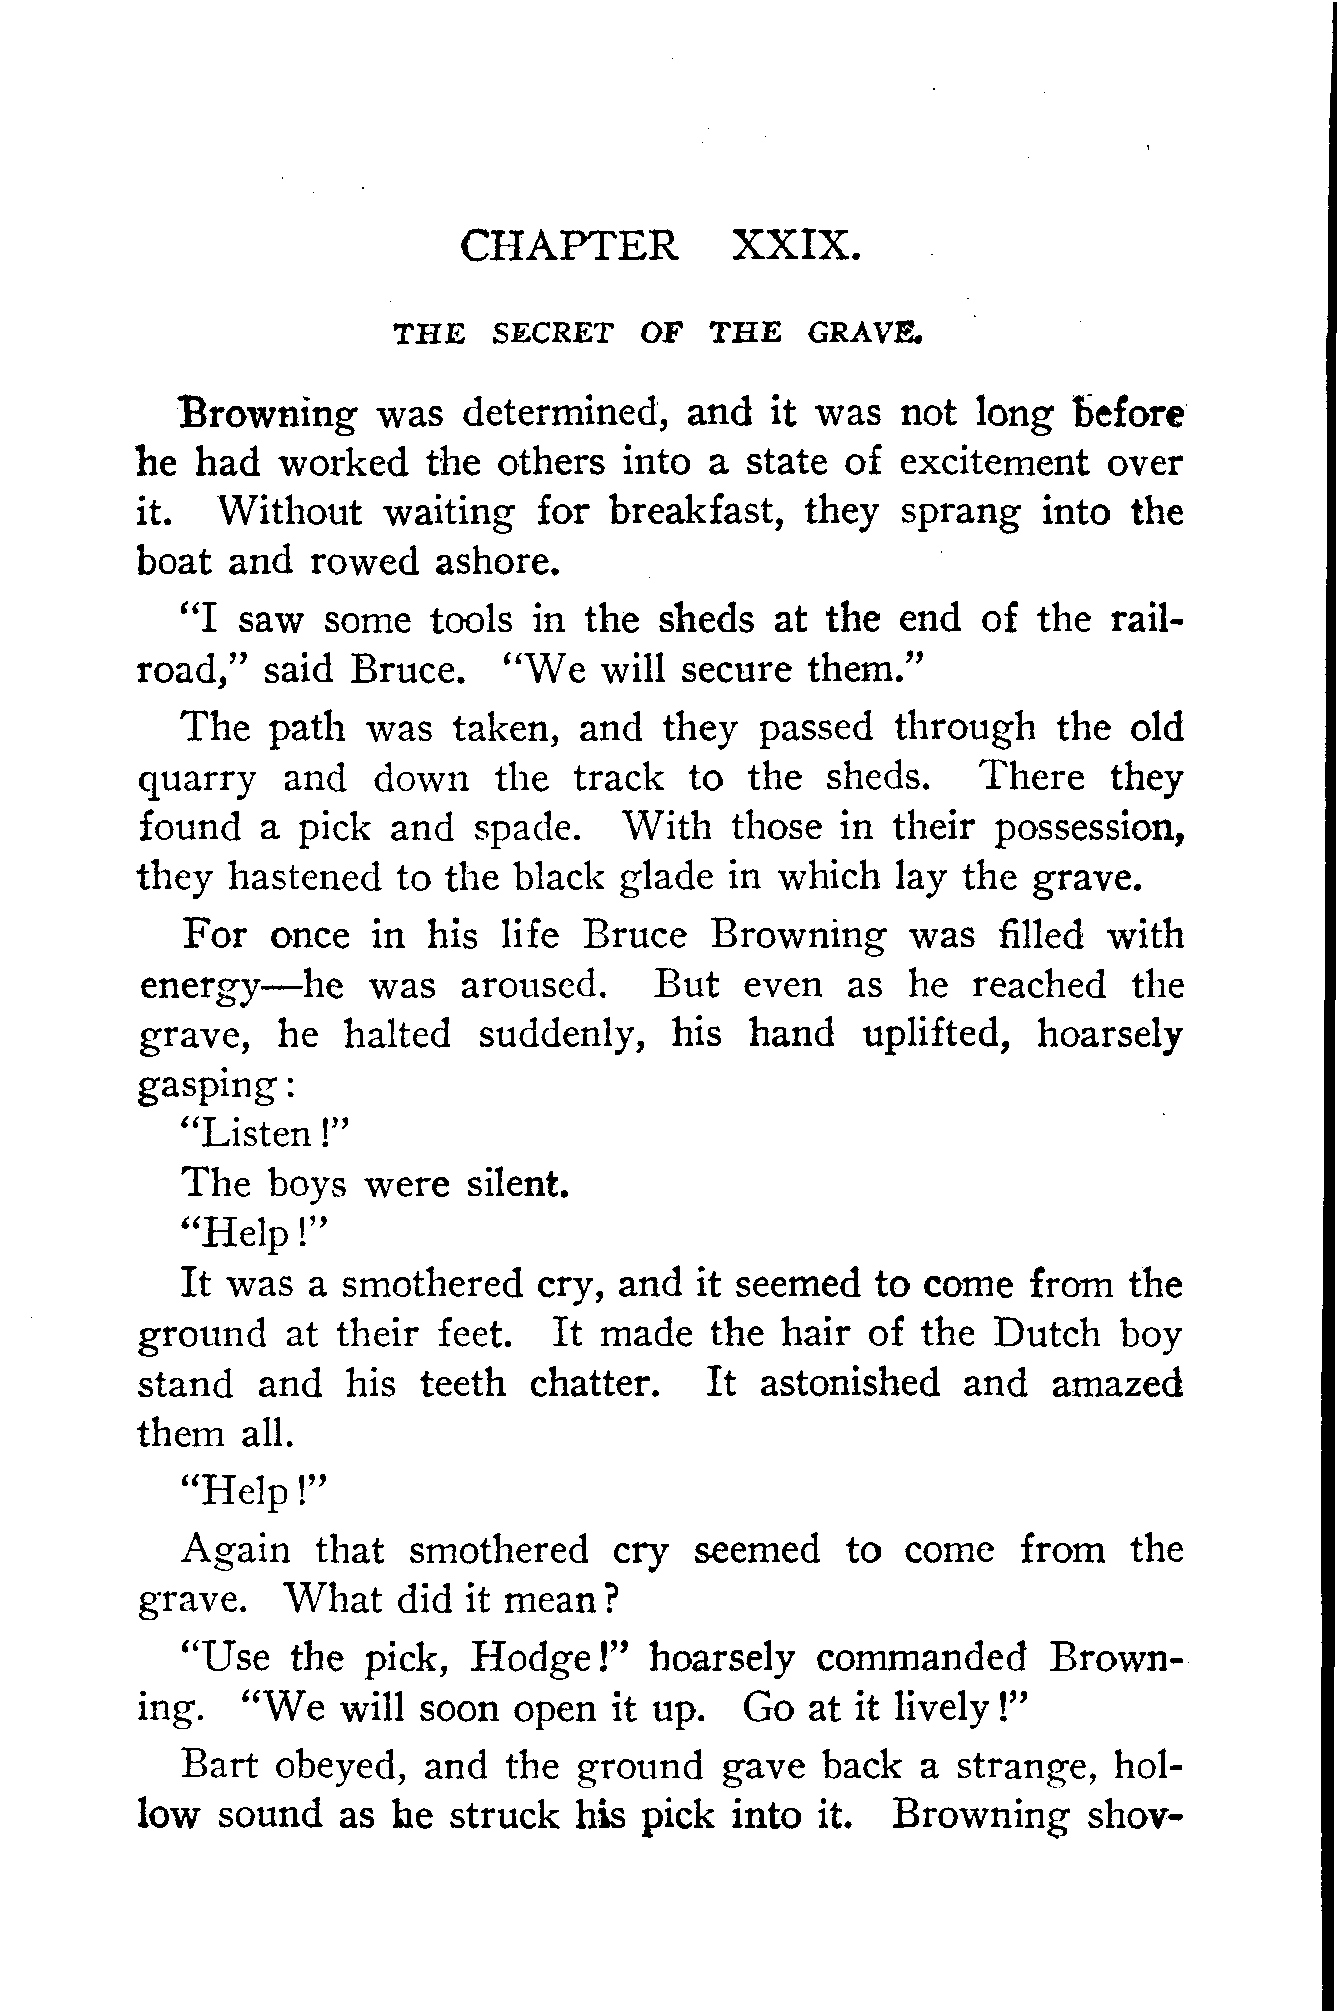 CHAPTER XXIX.
THE SECRET OF THE GRAVE.
Browning was determined, and it was not long before
he had worked the others into a state of excitement over
it. Without waiting for breakfast, they sprang into the
boat and rowed ashore.
"I saw some tools in the sheds at the end of the rail-
road," said Bruce. "We will secure them."
The path was taken, and they passed through the old
quarry and down the track to the sheds. There they
found a pick and spade. With those in their possession,
they hastened to the black glade in which lay the grave.
For once in his life Bruce Browning was filled with
energy—he was aroused. But even as he reached the
grave, he halted suddenly, his hand uplifted, hoarsely
gasping:
"Listen!"
The boys were silent.
"Help!"
It was a smothered cry, and it seemed to come from the
ground at their feet. It made the hair of the Dutch boy
stand and his teeth chatter. It astonished and amazed
them all.
"Help!"
Again that smothered cry seemed to come from the
grave. What did it mean?
"Use the pick, Hodge!" hoarsely commanded Brown-
ing. "We will soon open it up. Go at it lively!"
Bart obeyed, and the ground gave back a strange, hol-
low sound as he struck his pick into it. Browning shov-